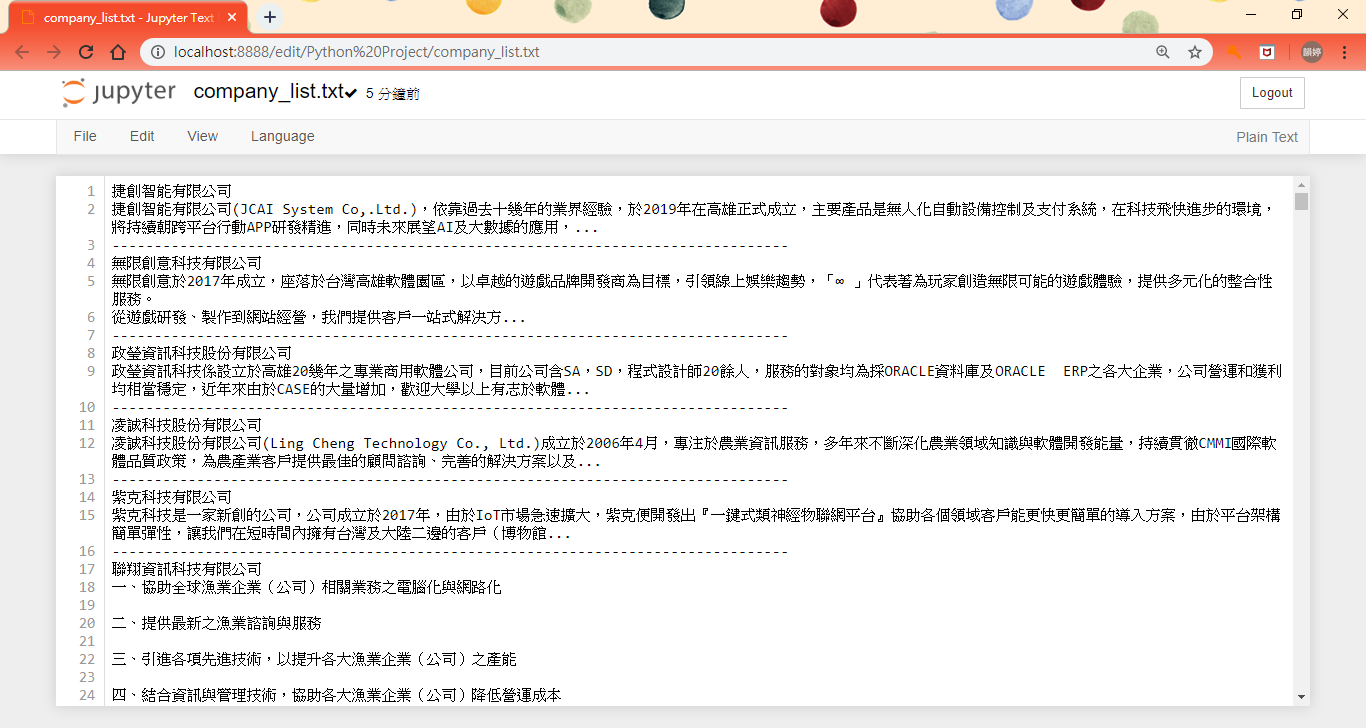 company_list.txt - Jupyter Text
localhost:8888/edit/Python%20Project/company_list.txt
韻婷
jupyter company_list.txt✔ 5 分鐘前
Logout
File Edit View Language
Plain Text
1 捷創智能有限公司
2 捷創智能有限公司(JCAI System Co,.Ltd.)，依靠過去十幾年的業界經驗，於2019年在高雄正式成立，主要產品是無人化自動設備控制及支付系統，在科技飛快進步的環境，
將持續朝跨平台行動APP研發精進，同時未來展望AI及大數據的應用，...
3 ------------------------------------------------------------------------------------------
4 無限創意科技有限公司
5 無限創意於2017年成立，座落於台灣高雄軟體園區，以卓越的遊戲品牌開發商為目標，引領線上娛樂趨勢，「∞ 」代表著為玩家創造無限可能的遊戲體驗，提供多元化的整合性
服務。
6 從遊戲研發、製作到網站經營，我們提供客戶一站式解決方...
7 ------------------------------------------------------------------------------------------
8 政瑩資訊科技股份有限公司
9 政瑩資訊科技係設立於高雄20幾年之專業商用軟體公司，目前公司含SA，SD，程式設計師20餘人，服務的對象均為採ORACLE資料庫及ORACLE  ERP之各大企業，公司營運和獲利
均相當穩定，近年來由於CASE的大量增加，歡迎大學以上有志於軟體...
10 ------------------------------------------------------------------------------------------
11 凌誠科技股份有限公司
12 凌誠科技股份有限公司(Ling Cheng Technology Co., Ltd.)成立於2006年4月，專注於農業資訊服務，多年來不斷深化農業領域知識與軟體開發能量，持續貫徹CMMI國際軟
體品質政策，為農產業客戶提供最佳的顧問諮詢、完善的解決方案以及...
13 ------------------------------------------------------------------------------------------
14 紫克科技有限公司
15 紫克科技是一家新創的公司，公司成立於2017年，由於IoT市場急速擴大，紫克便開發出『一鍵式類神經物聯網平台』協助各個領域客戶能更快更簡單的導入方案，由於平台架構
簡單彈性，讓我們在短時間內擁有台灣及大陸二邊的客戶（博物館...
16 ------------------------------------------------------------------------------------------
17 聯翔資訊科技有限公司
18 一、協助全球漁業企業（公司）相關業務之電腦化與網路化
19
20 二、提供最新之漁業諮詢與服務
21
22 三、引進各項先進技術，以提升各大漁業企業（公司）之產能
23
24 四、結合資訊與管理技術，協助各大漁業企業（公司）降低營運成本